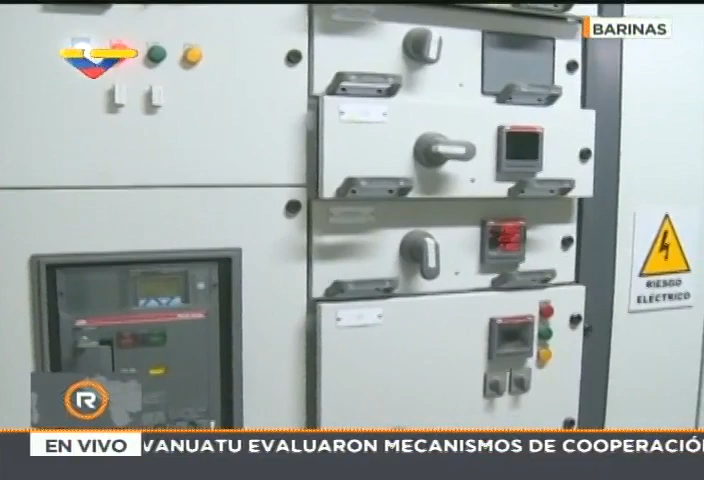 BARINAS
RIESGO
ELÉCTRICO
R
EN VIVO
VANUATU EVALUARON MECANISMOS DE COOPERACIÓ